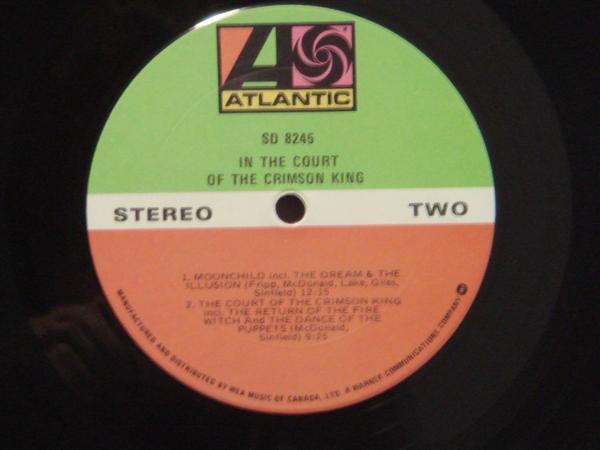 ATLANTIC
SD 8245
IN THE COURT
OF THE CRIMSON KING
STEREO
TWO
1. MOONCHILD incl. THE DREAM & THE
ILLUSION (Fripp, McDonald, Lake, Giles,
Sinfield) 12:15
2. THE COURT OF THE CRIMSON KING
incl. THE RETURN OF THE FIRE
WITCH And THE DANCE OF THE
PUPPETS (McDonald,
Sinfield) 9:25
MANUFACTURED AND DISTRIBUTED BY WEA MUSIC OF CANADA, LTD. A WARNER COMMUNICATIONS COMPANY